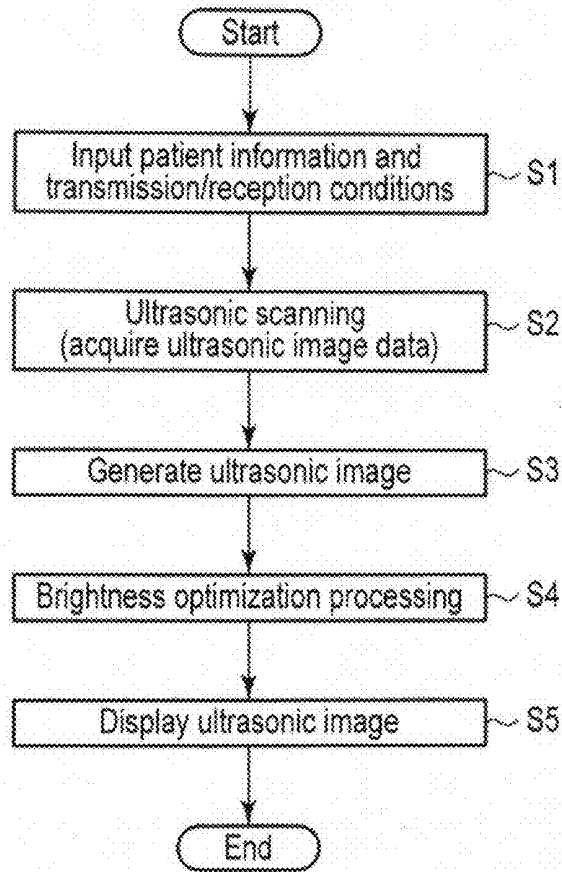 Start
Input patient information and
transmission/reception conditions
S1
Ultrasonic scanning
(acquire ultrasonic image data)
S2
Generate ultrasonic image
S3
Brightness optimization processing
S4
Display ultrasonic image
S5
End